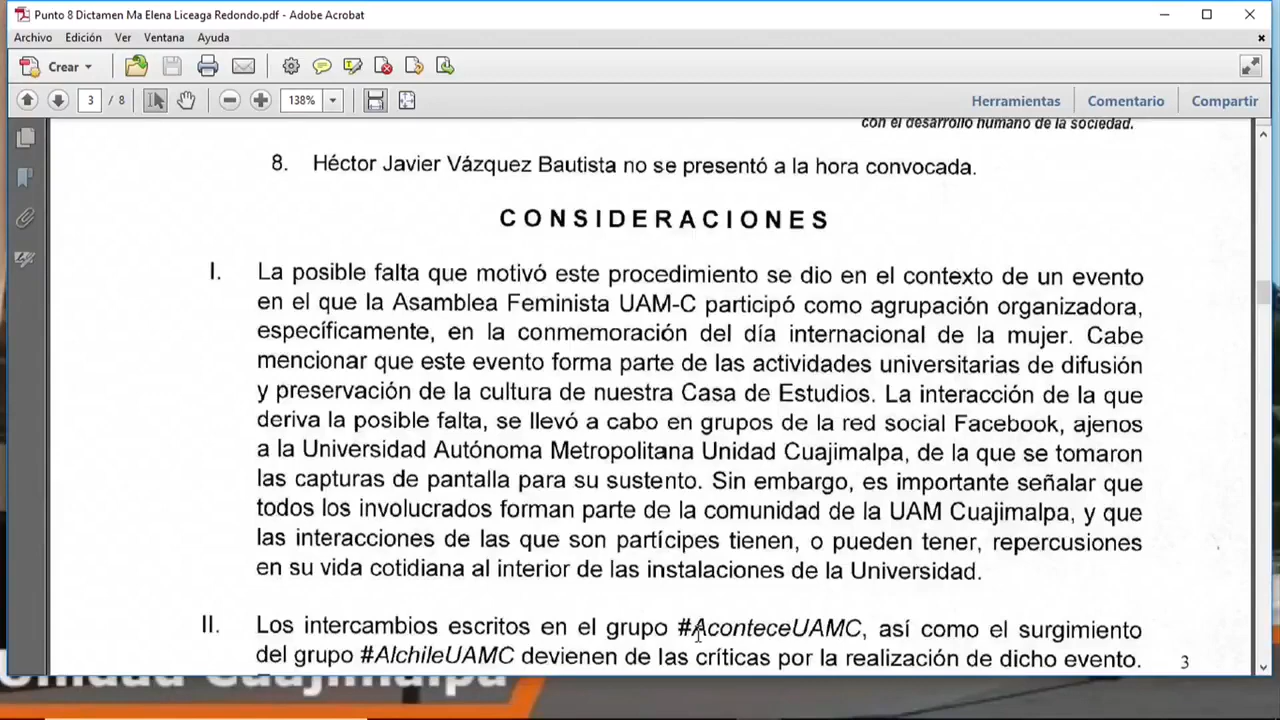 Punto 8 Dictamen Ma Elena Liceaga Redondo.pdf - Adobe Acrobat
Archivo Edición Ver Ventana Ayuda
Crear
3 / 8 138% Herramientas Comentario Compartir
con el desarrollo humano de la sociedad.
8. Héctor Javier Vázquez Bautista no se presentó a la hora convocada.
CONSIDERACIONES
I. La posible falta que motivó este procedimiento se dio en el contexto de un evento
en el que la Asamblea Feminista UAM-C participó como agrupación organizadora,
específicamente, en la conmemoración del día internacional de la mujer. Cabe
mencionar que este evento forma parte de las actividades universitarias de difusión
y preservación de la cultura de nuestra Casa de Estudios. La interacción de la que
deriva la posible falta, se llevó a cabo en grupos de la red social Facebook, ajenos
a la Universidad Autónoma Metropolitana Unidad Cuajimalpa, de la que se tomaron
las capturas de pantalla para su sustento. Sin embargo, es importante señalar que
todos los involucrados forman parte de la comunidad de la UAM Cuajimalpa, y que
las interacciones de las que son partícipes tienen, o pueden tener, repercusiones
en su vida cotidiana al interior de las instalaciones de la Universidad.
II. Los intercambios escritos en el grupo #AconteceUAMC, así como el surgimiento
del grupo #AlchileUAMC devienen de las críticas por la realización de dicho evento.
3
Unidad Cuajimalpa